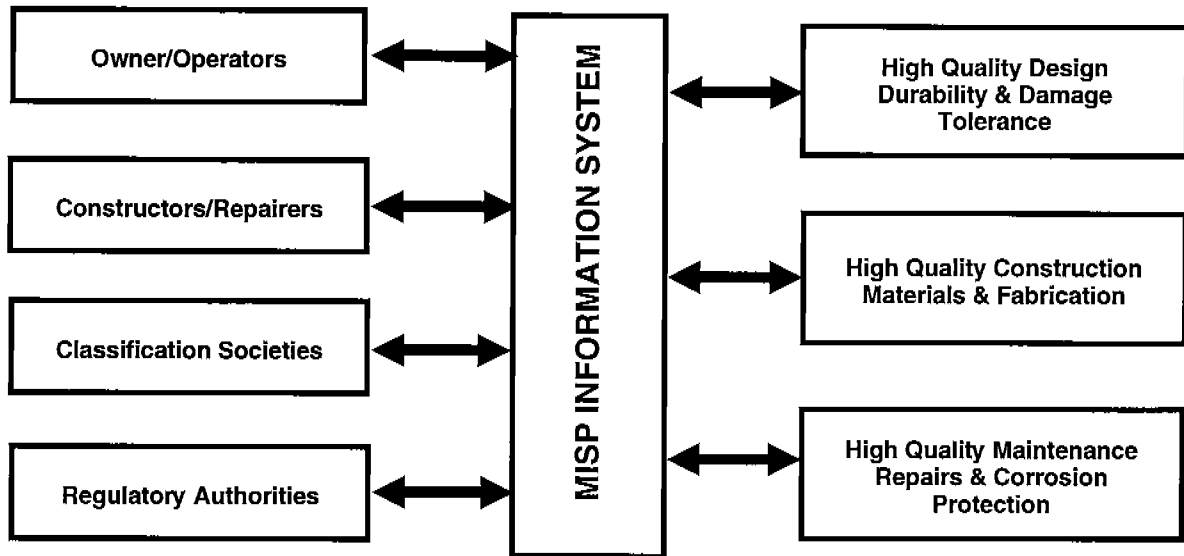 Owner/Operators
Constructors/Repairers
Classification Societies
Regulatory Authorities
MISP INFORMATION SYSTEM
High Quality Design
Durability & Damage
Tolerance
High Quality Construction
Materials & Fabrication
High Quality Maintenance
Repairs & Corrosion
Protection